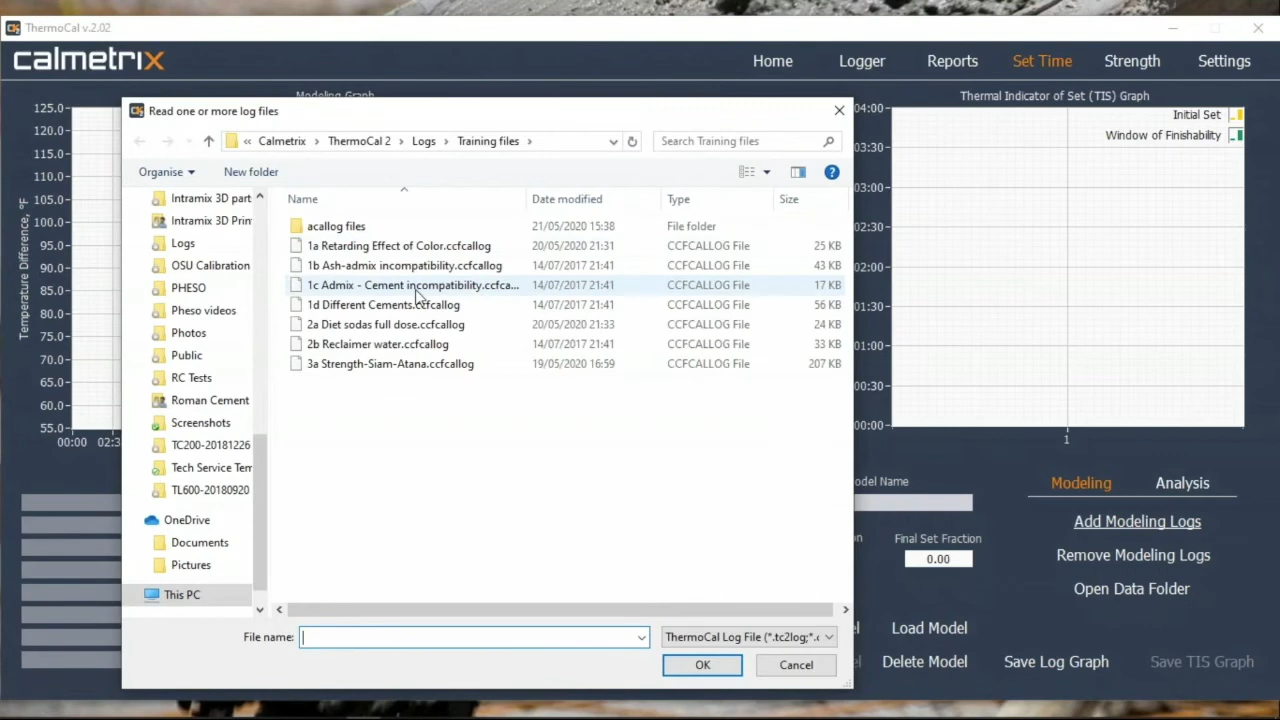 ThermoCal v.2.02
calmetrix
Home Logger Reports Set Time Strength Settings
Modeling Graph
Temperature Difference, °F
125.0
120.0
115.0
110.0
105.0
100.0
95.0
90.0
85.0
80.0
75.0
70.0
65.0
60.0
55.0
00:00 02:3
Read one or more log files
« Calmetrix › ThermoCal 2 › Logs › Training files ›
Search Training files
Organise New folder
Intramix 3D part
Intramix 3D Prin
Logs
OSU Calibration
PHESO
Pheso videos
Photos
Public
RC Tests
Roman Cement
Screenshots
TC200-20181226
Tech Service Tem
TL600-20180920
OneDrive
Documents
Pictures
This PC
Name Date modified Type Size
acallog files 21/05/2020 15:38 File folder
1a Retarding Effect of Color.ccfcallog 20/05/2020 21:31 CCFCALLOG File 25 KB
1b Ash-admix incompatibility.ccfcallog 14/07/2017 21:41 CCFCALLOG File 43 KB
1c Admix - Cement incompatibility.ccfca... 14/07/2017 21:41 CCFCALLOG File 17 KB
1d Different Cements.ccfcallog 14/07/2017 21:41 CCFCALLOG File 56 KB
2a Diet sodas full dose.ccfcallog 20/05/2020 21:33 CCFCALLOG File 24 KB
2b Reclaimer water.ccfcallog 14/07/2017 21:41 CCFCALLOG File 33 KB
3a Strength-Siam-Atana.ccfcallog 19/05/2020 16:59 CCFCALLOG File 207 KB
File name:
ThermoCal Log File (*.tc2log;*.c
OK Cancel
Thermal Indicator of Set (TIS) Graph
Initial Set
Window of Finishability
04:00
03:30
03:00
02:30
02:00
01:30
01:00
00:30
00:00
1
odel Name
on Final Set Fraction
0.00
el Load Model
el Delete Model
Modeling Analysis
Add Modeling Logs
Remove Modeling Logs
Open Data Folder
Save Log Graph Save TIS Graph